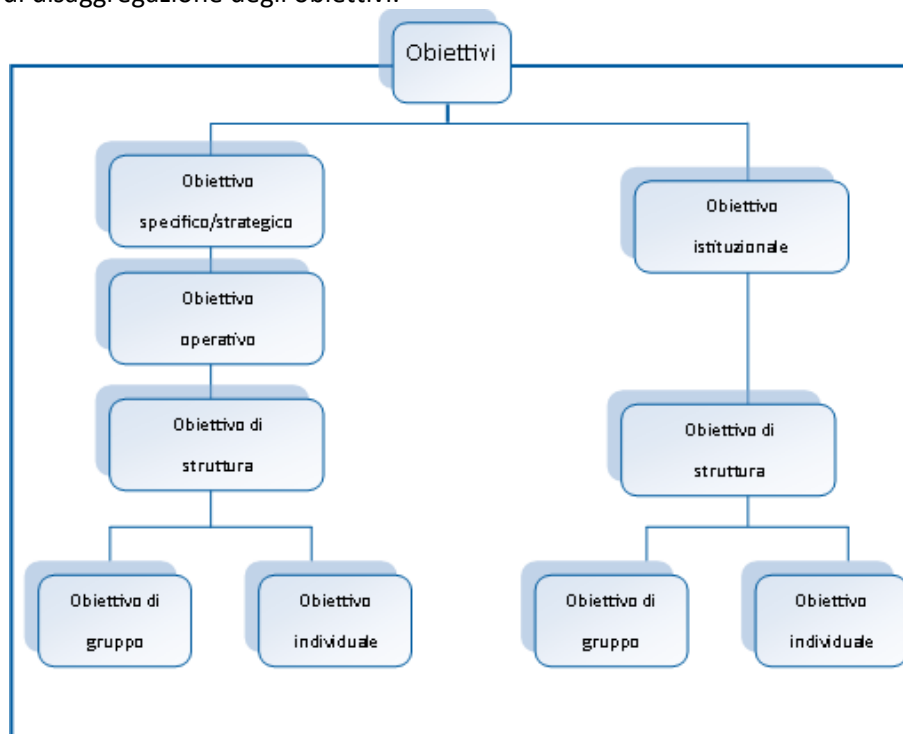 di disaggregazione degli obiettivi.
Obiettivi
Obiettivo
specifico/strategico
Obiettivo
istituzionale
Obiettivo
operativo
Obiettivo di
struttura
Obiettivo di
struttura
Obiettivo di
gruppo
Obiettivo
individuale
Obiettivo di
gruppo
Obiettivo
individuale